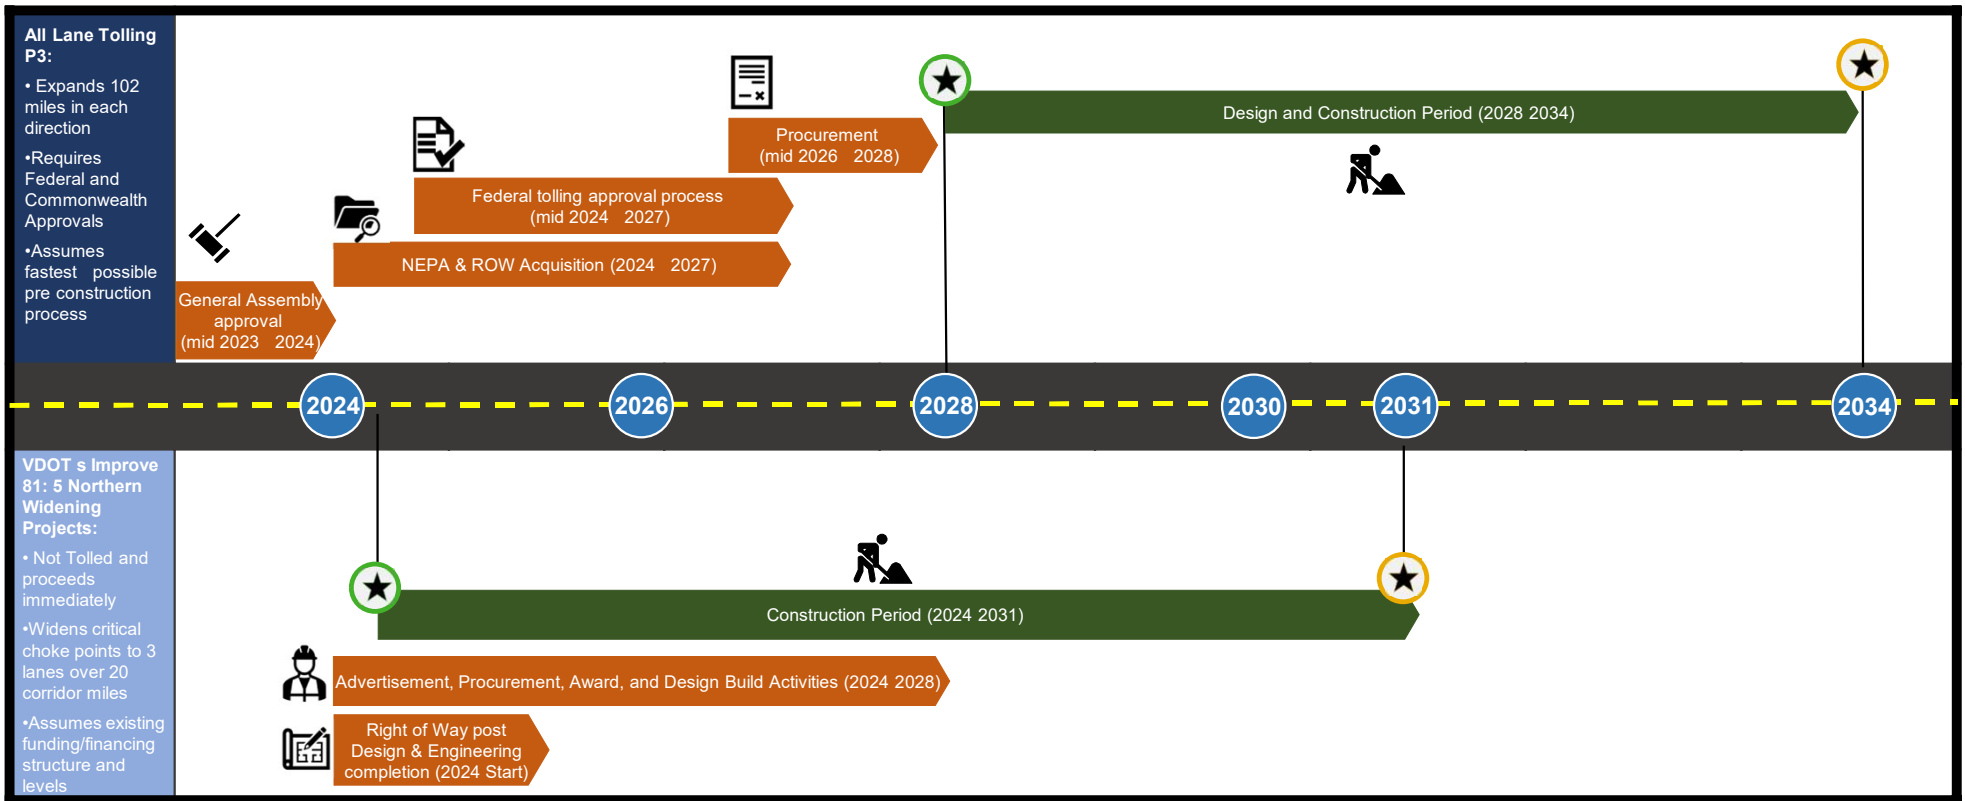 All Lane Tolling
P3:
• Expands 102
miles in each
direction
•Requires
Federal and
Commonwealth
Approvals
•Assumes
fastest possible
pre construction
process
General Assembly
approval
(mid 2023 2024)
NEPA & ROW Acquisition (2024 2027)
Federal tolling approval process
(mid 2024 2027)
Procurement
(mid 2026 2028)
Design and Construction Period (2028 2034)
2024
2026
2028
2030
2031
2034
VDOT s Improve
81: 5 Northern
Widening
Projects:
• Not Tolled and
proceeds
immediately
•Widens critical
choke points to 3
lanes over 20
corridor miles
•Assumes existing
funding/financing
structure and
levels
Construction Period (2024 2031)
Advertisement, Procurement, Award, and Design Build Activities (2024 2028)
Right of Way post
Design & Engineering
completion (2024 Start)